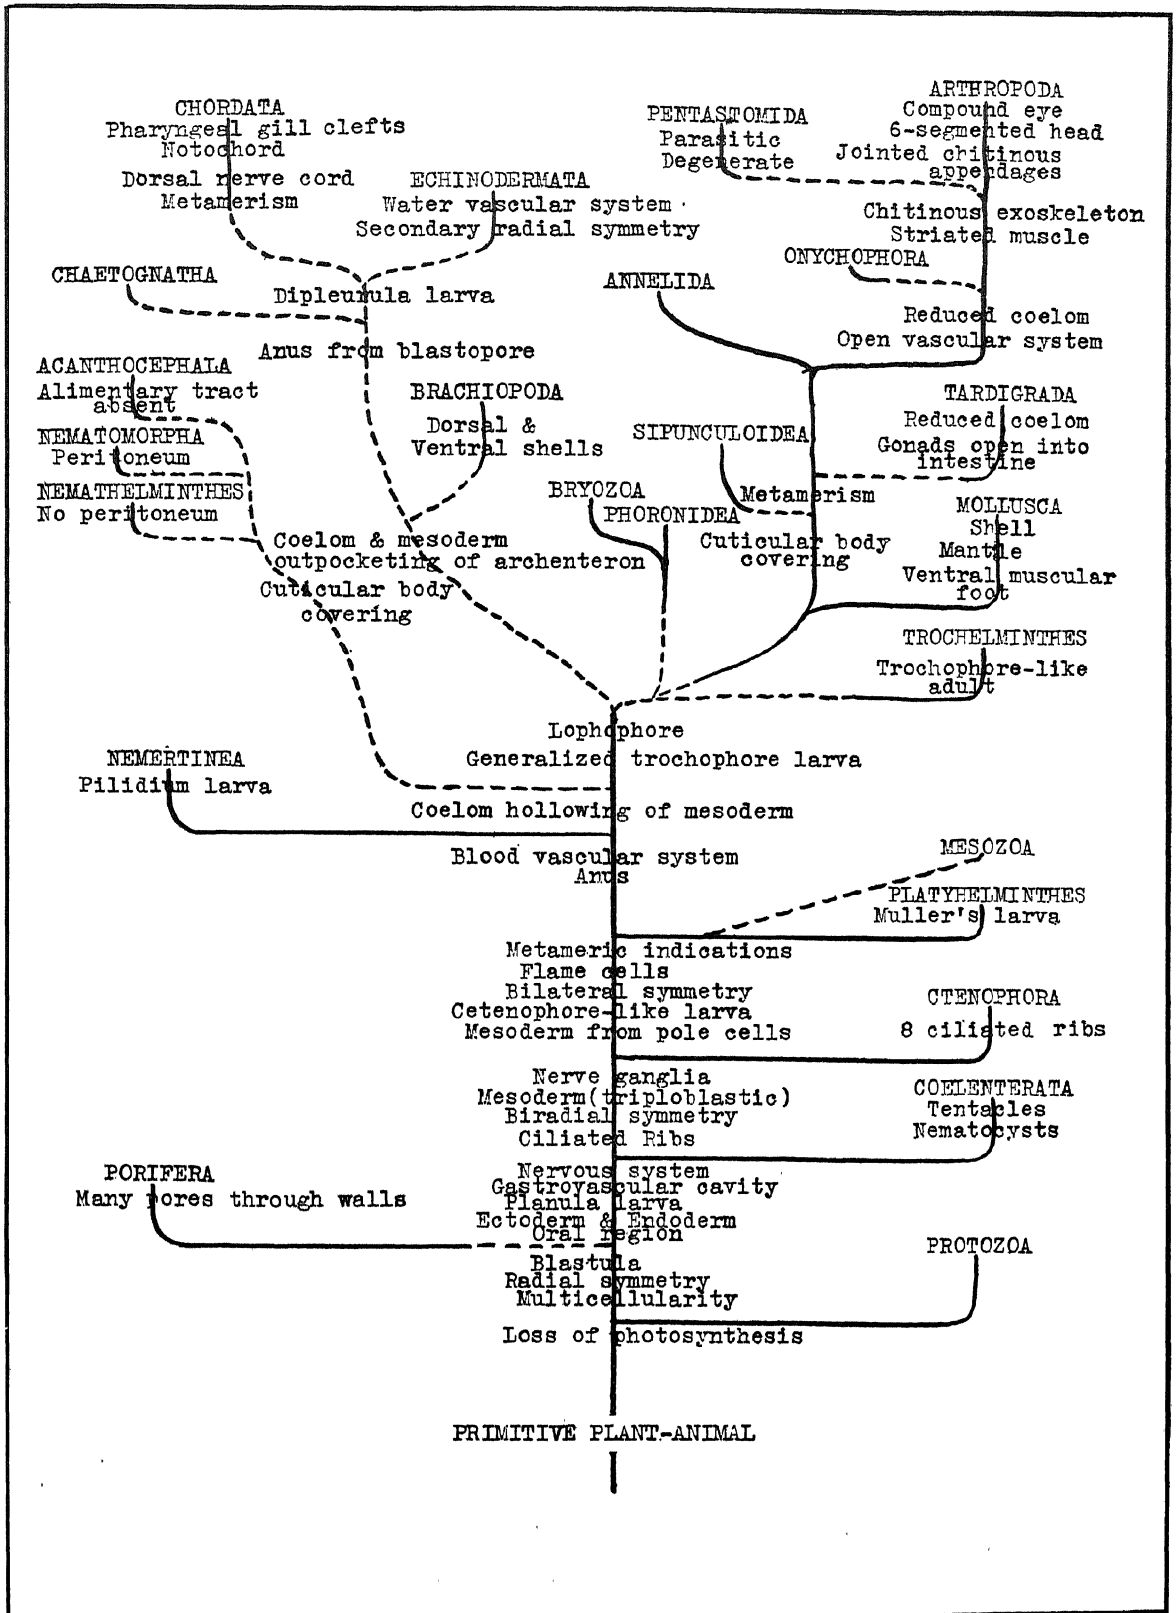 CHORDATA
Pharyngeal gill clefts
Notochord
Dorsal nerve cord
Metamerism
ECHINODERMATA
Water vascular system
Secondary radial symmetry
PENTASTOMIDA
Parasitic
Degenerate
ARTHROPODA
Compound eye
6-segmented head
Jointed chitinous
appendages
Chitinous exoskeleton
Striated muscle
ONYCHOPHORA
Reduced coelom
Open vascular system
CHAETOGNATHA
Dipleurula larva
ANNELIDA
Anus from blastopore
ACANTHOCEPHALA
Alimentary tract
absent
NEMATOMORPHA
Peritoneum
NEMATHELMINTHES
No peritoneum
BRACHIOPODA
Dorsal &
Ventral shells
SIPUNCULOIDEA
TARDIGRADA
Reduced coelom
Gonads open into
intestine
BRYOZOA
PHORONIDEA
Metamerism
Cuticular body
covering
MOLLUSCA
Shell
Mantle
Ventral muscular
foot
Coelom & mesoderm
outpocketing of archenteron
Cuticular body
covering
TROCHELMINTHES
Trochophore-like
adult
Lophophore
Generalized trochophore larva
NEMERTINEA
Pilidium larva
Coelom hollowing of mesoderm
Blood vascular system
Anus
MESOZOA
PLATYHELMINTHES
Muller's larva
Metameric indications
Flame cells
Bilateral symmetry
Cetenophore-like larva
Mesoderm from pole cells
CTENOPHORA
8 ciliated ribs
Nerve ganglia
Mesoderm(triploblastic)
Biradial symmetry
Ciliated Ribs
COELENTERATA
Tentacles
Nematocysts
PORIFERA
Many pores through walls
Nervous system
Gastrovascular cavity
Planula larva
Ectoderm & Endoderm
Oral region
Blastula
Radial symmetry
Multicellularity
PROTOZOA
Loss of photosynthesis
PRIMITIVE PLANT-ANIMAL